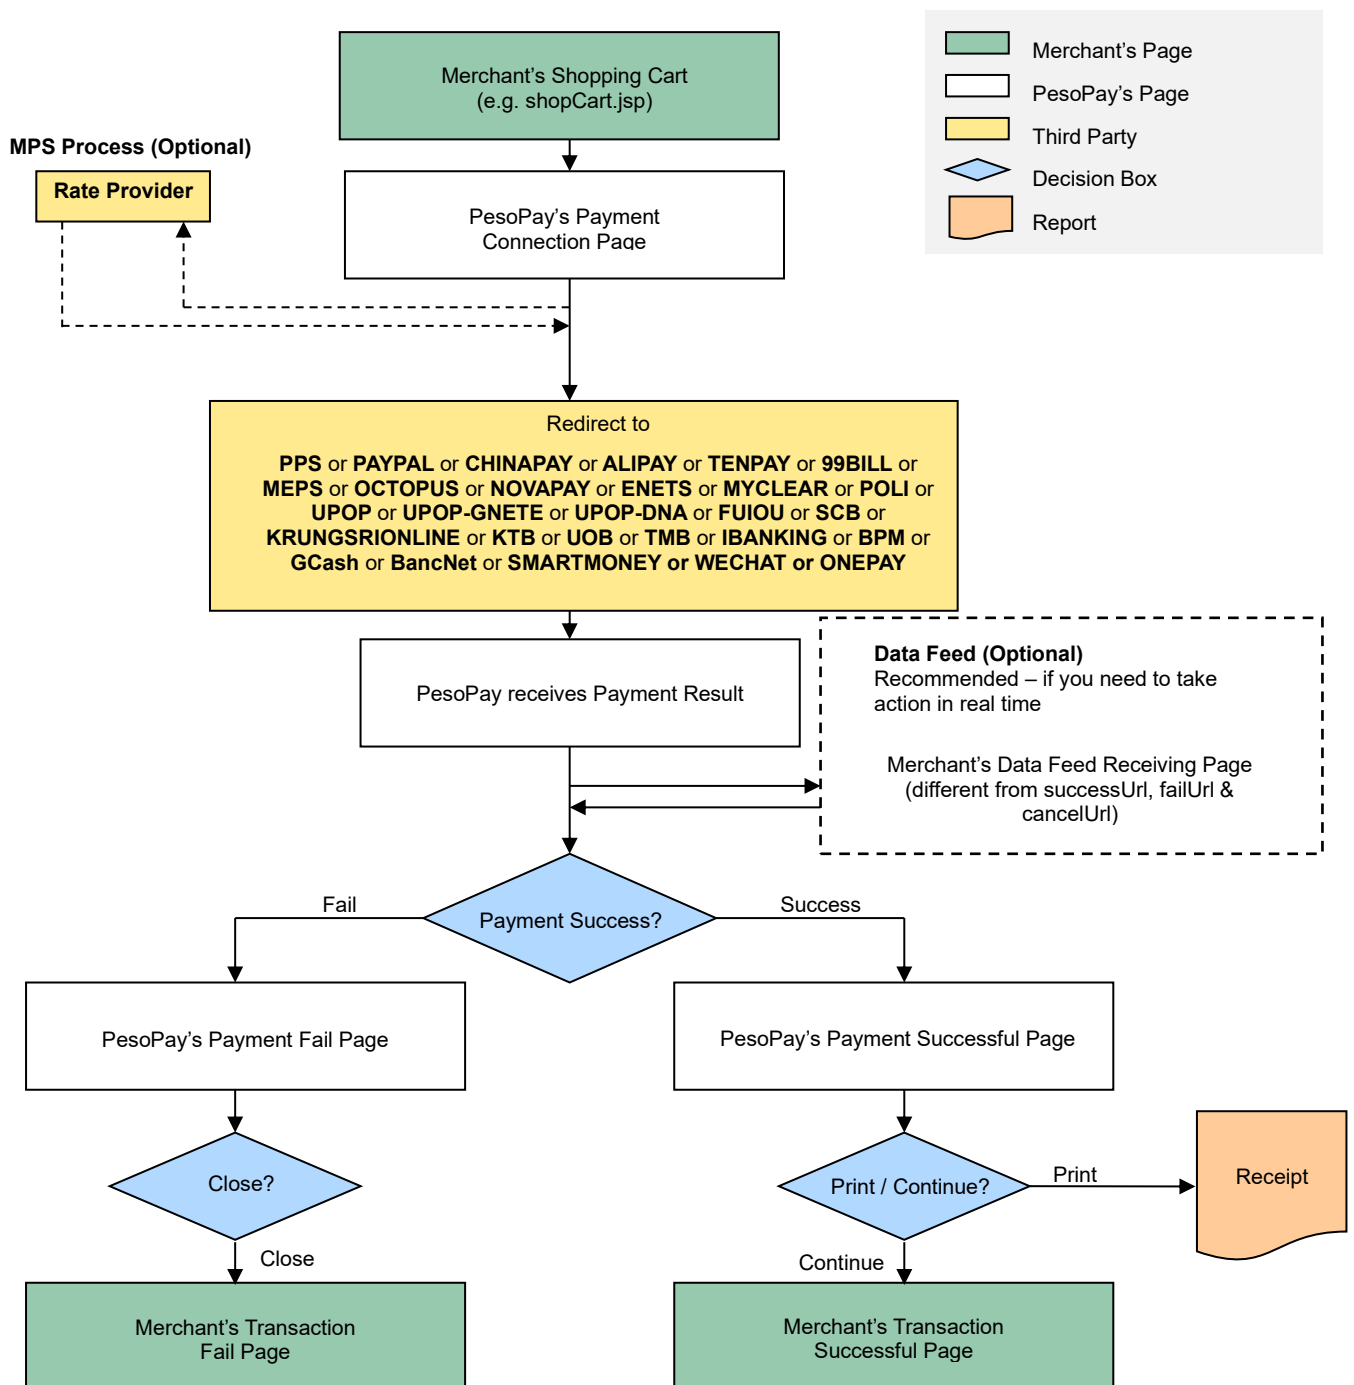 Merchant's Shopping Cart
(e.g. shopCart.jsp)
Merchant's Page
PesoPay's Page
Third Party
Decision Box
Report
MPS Process (Optional)
Rate Provider
PesoPay's Payment
Connection Page
Redirect to
PPS or PAYPAL or CHINAPAY or ALIPAY or TENPAY or 99BILL or
MEPS or OCTOPUS or NOVAPAY or ENETS or MYCLEAR or POLI or
UPOP or UPOP-GNETE or UPOP-DNA or FUIOU or SCB or
KRUNGSRIONLINE or KTB or UOB or TMB or IBANKING or BPM or
GCash or BancNet or SMARTMONEY or WECHAT or ONEPAY
PesoPay receives Payment Result
Data Feed (Optional)
Recommended – if you need to take
action in real time
Merchant's Data Feed Receiving Page
(different from successUrl, failUrl &
cancelUrl)
Fail
Payment Success?
Success
PesoPay's Payment Fail Page
PesoPay's Payment Successful Page
Close?
Print / Continue?
Print
Receipt
Close
Continue
Merchant's Transaction
Fail Page
Merchant's Transaction
Successful Page